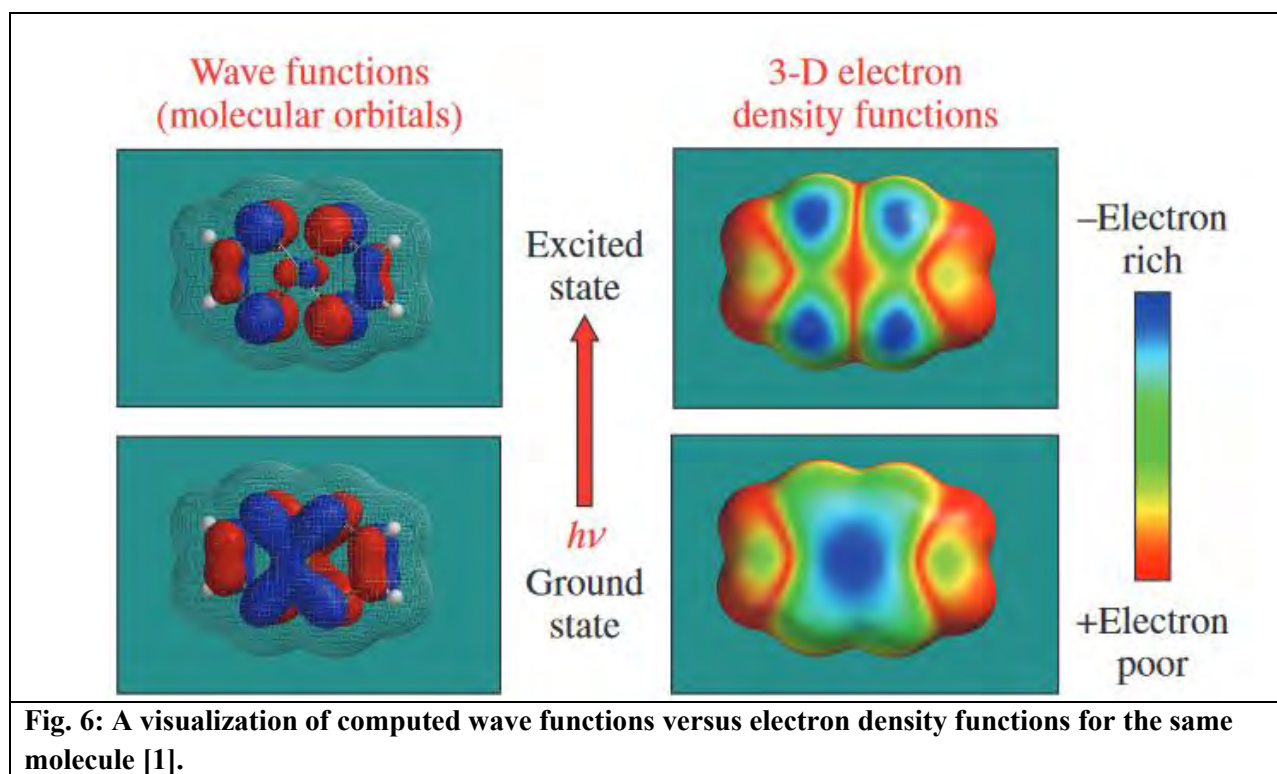 Wave functions
(molecular orbitals)
3-D electron
density functions
Excited
state
hν
Ground
state
–Electron
rich
+Electron
poor
Fig. 6: A visualization of computed wave functions versus electron density functions for the same
molecule [1].